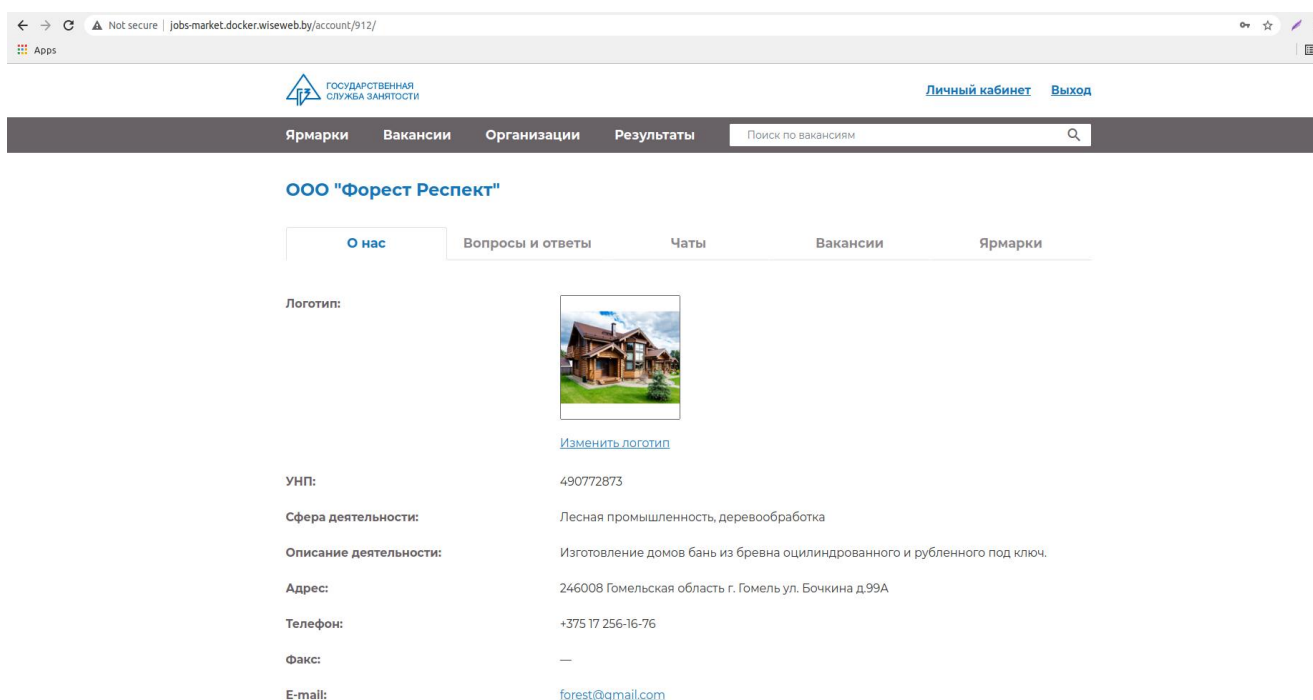 Not secure | jobs-market.docker.wiseweb.by/account/912/
Apps
ГОСУДАРСТВЕННАЯ
СЛУЖБА ЗАНЯТОСТИ
Личный кабинет Выход
Ярмарки Вакансии Организации Результаты Поиск по вакансиям
ООО "Форест Респект"
О нас Вопросы и ответы Чаты Вакансии Ярмарки
Логотип:
Изменить логотип
УНП: 490772873
Сфера деятельности: Лесная промышленность, деревообработка
Описание деятельности: Изготовление домов бань из бревна оцилиндрованного и рубленного под ключ.
Адрес: 246008 Гомельская область г. Гомель ул. Бочкина д.99А
Телефон: +375 17 256-16-76
Факс: —
E-mail: forest@gmail.com